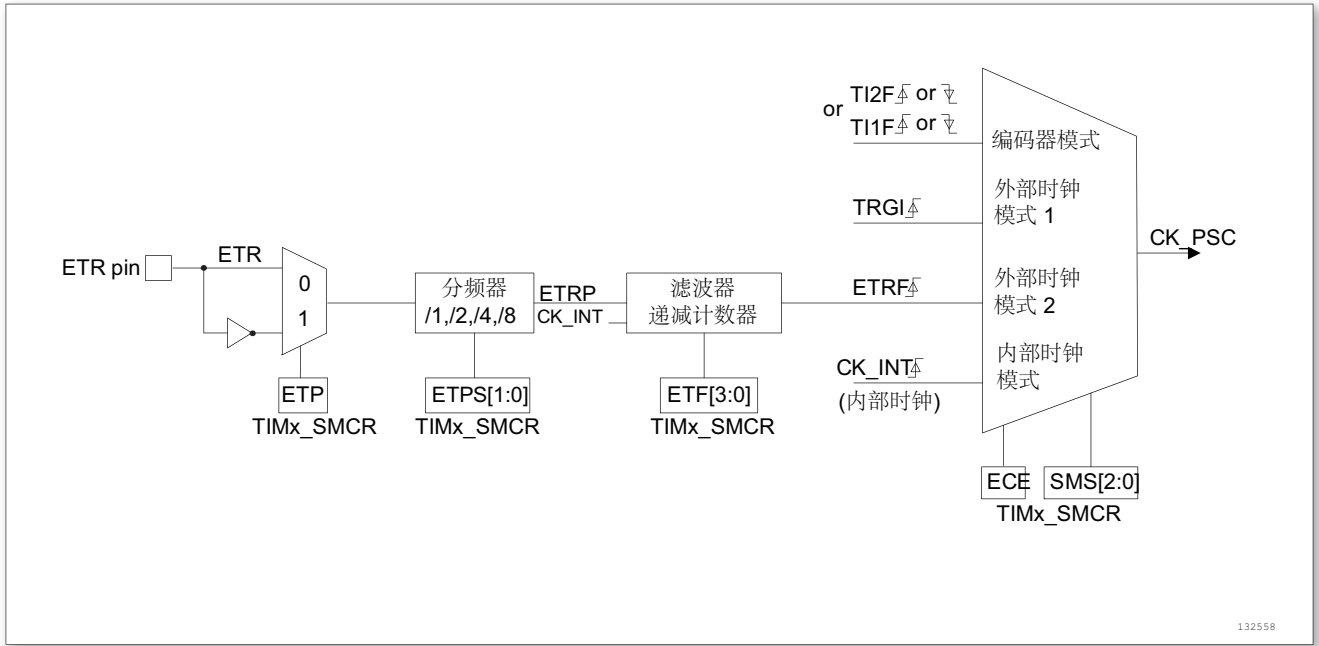 TI2F or
or
TI1F or
编码器模式
外部时钟
模式 1
TRGI
CK_PSC
ETR pin
ETR
0
1
分频器
/1,/2,/4,/8
ETRP
CK_INT
滤波器
递减计数器
ETRF
外部时钟
模式 2
CK_INT
(内部时钟)
内部时钟
模式
ETP
TIMx_SMCR
ETPS[1:0]
TIMx_SMCR
ETF[3:0]
TIMx_SMCR
ECE
SMS[2:0]
TIMx_SMCR
132558